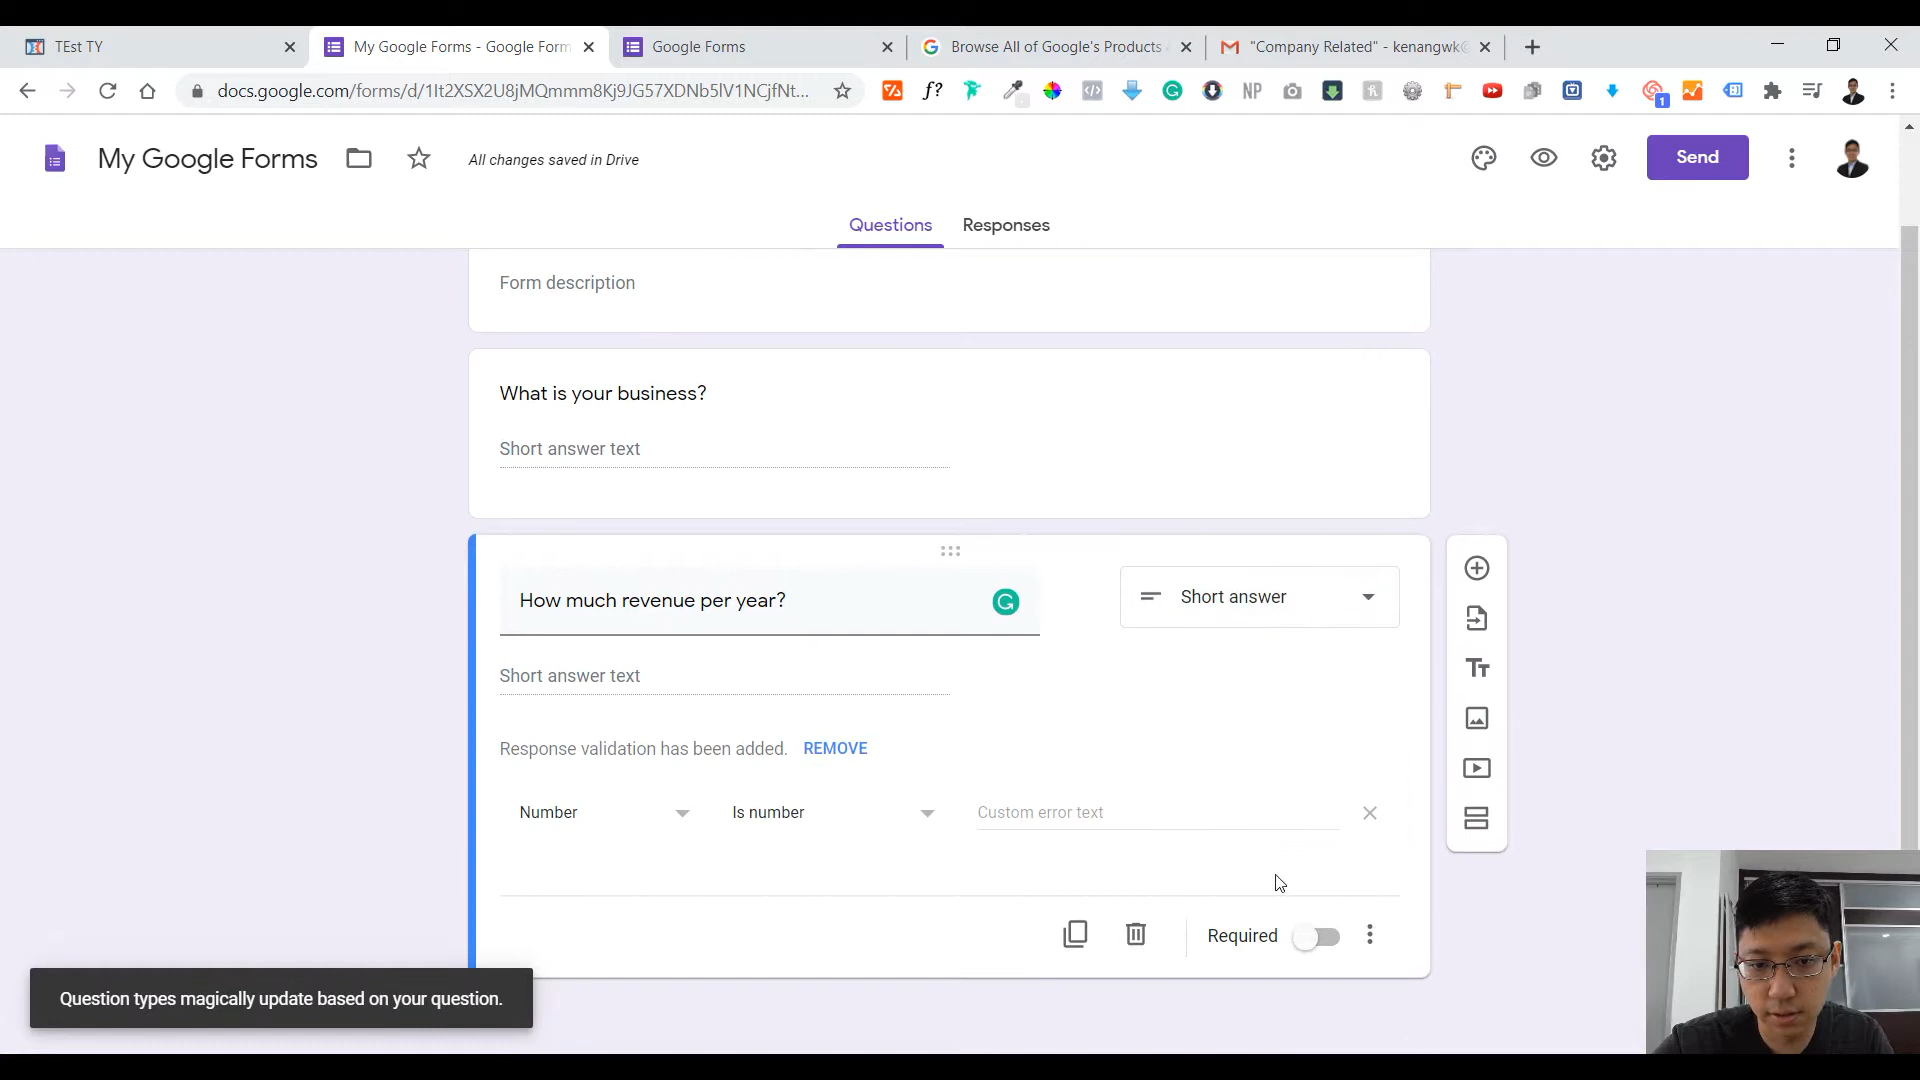 TEst TY
My Google Forms - Google Form
Google Forms
Browse All of Google's Products
"Company Related" - kenangwk@
docs.google.com/forms/d/1It2XSX2U8jMQmmm8Kj9JG57XDNb5lV1NCjfNt...
f?
NP
1
My Google Forms
All changes saved in Drive
Send
Questions
Responses
Form description
What is your business?
Short answer text
How much revenue per year?
Short answer
Short answer text
Response validation has been added. REMOVE
Number
Is number
Custom error text
Required
Question types magically update based on your question.